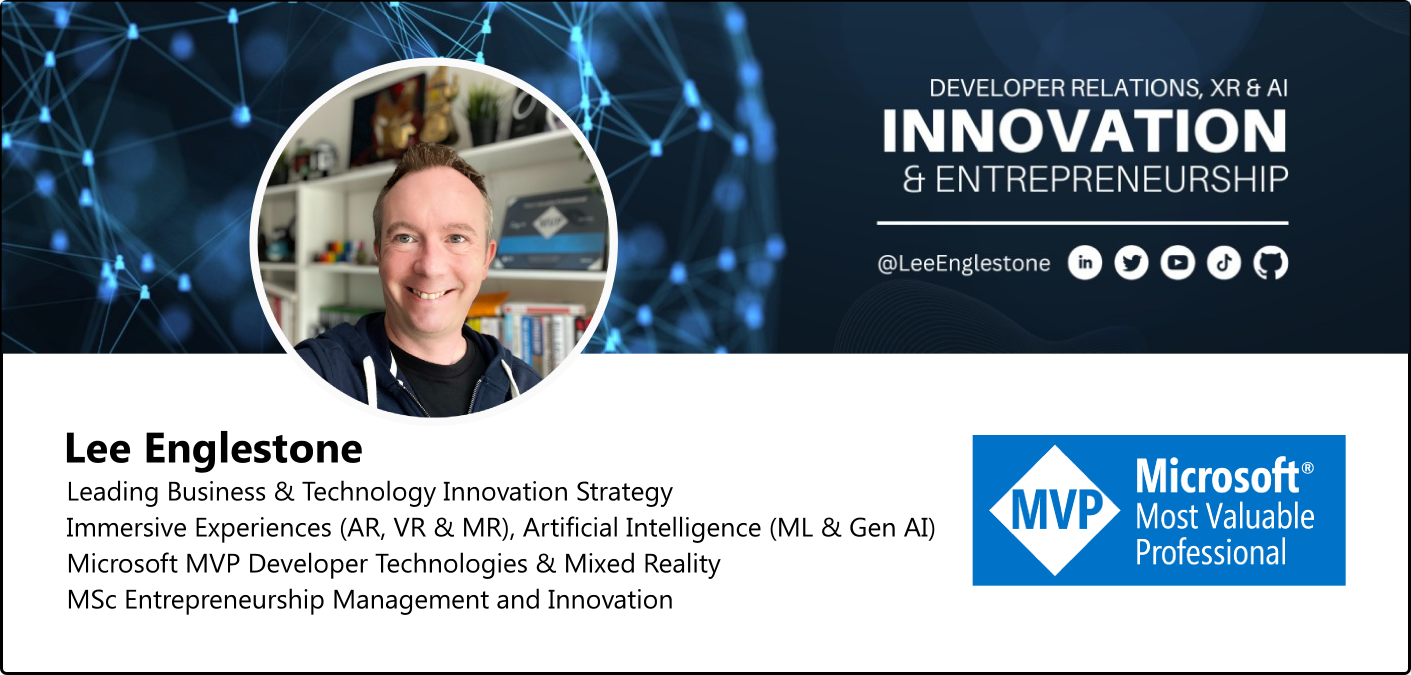 DEVELOPER RELATIONS, XR & AI
INNOVATION
& ENTREPRENEURSHIP
@LeeEnglestone
in
MVP
Lee Englestone
Leading Business & Technology Innovation Strategy
Immersive Experiences (AR, VR & MR), Artificial Intelligence (ML & Gen AI)
Microsoft MVP Developer Technologies & Mixed Reality
MSc Entrepreneurship Management and Innovation
MVP
Microsoft®
Most Valuable
Professional